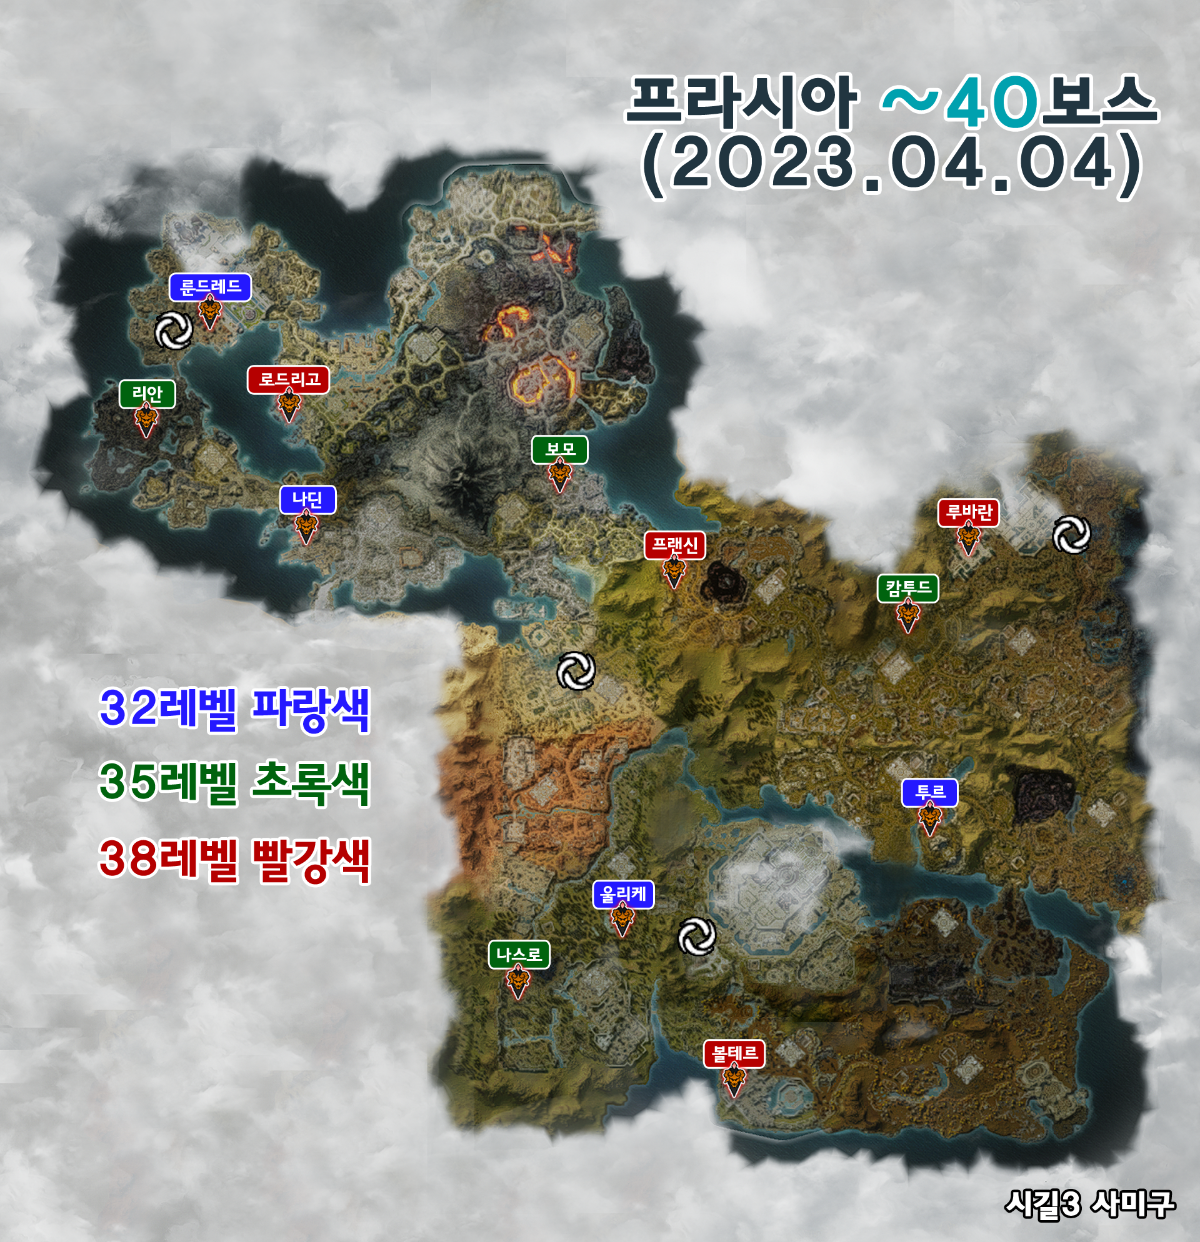 프라시아 ~40보스
(2023.04.04)
룬드레드
로드리고
리안
보모
나딘
루바란
프랜신
캄투드
32레벨 파랑색
35레벨 초록색
38레벨 빨강색
투르
울리케
나스로
볼테르
시길3 사미구